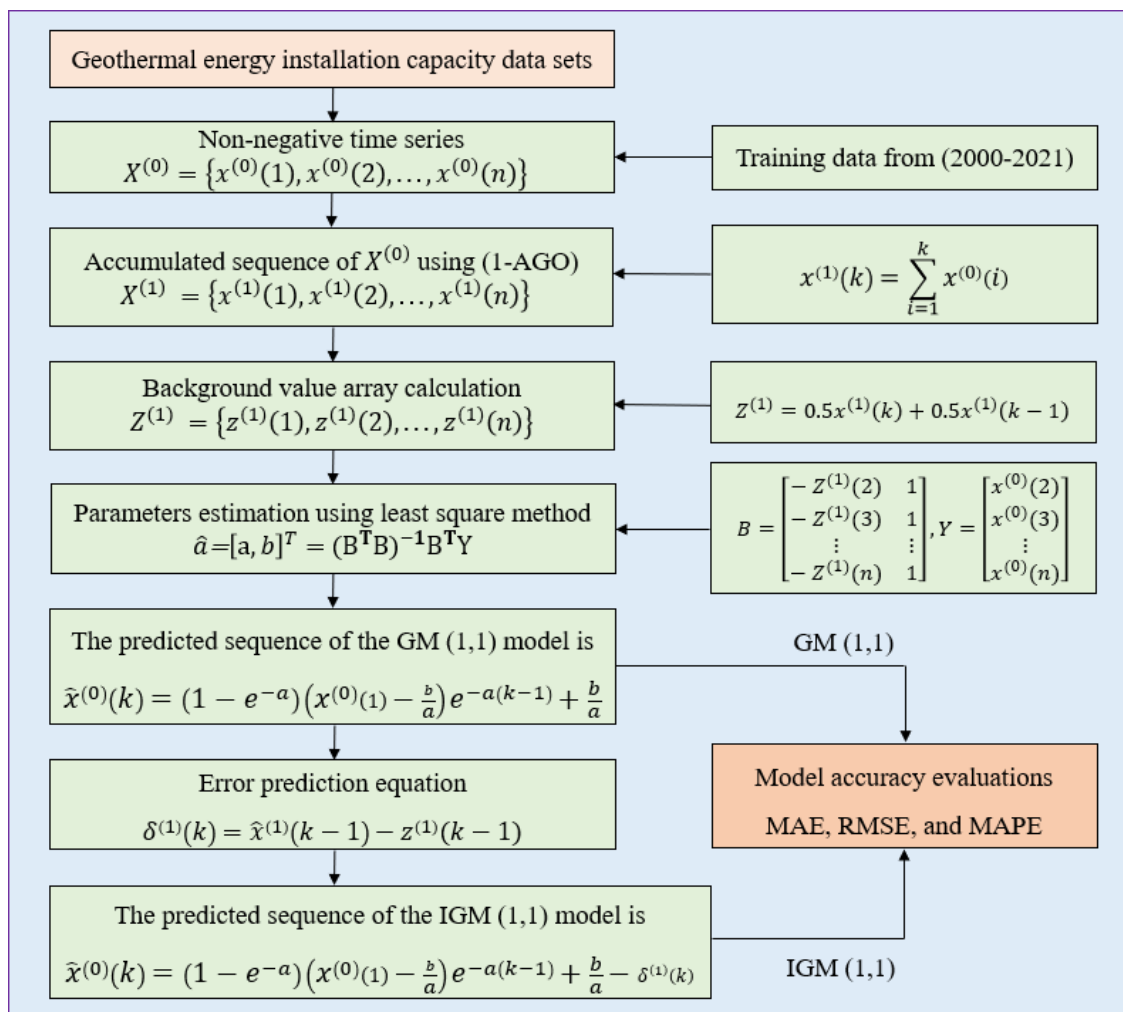 Geothermal energy installation capacity data sets
Non-negative time series
X⁽⁰⁾ = {x⁽⁰⁾(1), x⁽⁰⁾(2), …, x⁽⁰⁾(n)}
Training data from (2000-2021)
Accumulated sequence of X⁽⁰⁾ using (1-AGO)
X⁽¹⁾ = {x⁽¹⁾(1), x⁽¹⁾(2), …, x⁽¹⁾(n)}
x⁽¹⁾(k) = ∑ᵢ₌₁ᵏ x⁽⁰⁾(i)
Background value array calculation
Z⁽¹⁾ = {z⁽¹⁾(1), z⁽¹⁾(2), …, z⁽¹⁾(n)}
Z⁽¹⁾ = 0.5x⁽¹⁾(k) + 0.5x⁽¹⁾(k − 1)
Parameters estimation using least square method
â=[a, b]ᵀ = (BᵀB)⁻¹BᵀY
B = [− Z⁽¹⁾(2) 1; − Z⁽¹⁾(3) 1; ⋮ ⋮; − Z⁽¹⁾(n) 1], Y = [x⁽⁰⁾(2); x⁽⁰⁾(3); ⋮; x⁽⁰⁾(n)]
The predicted sequence of the GM (1,1) model is
x̂⁽⁰⁾(k) = (1 − e⁻ᵃ)(x⁽⁰⁾(1) − b/a)e⁻ᵃ⁽ᵏ⁻¹⁾ + b/a
GM (1,1)
Error prediction equation
δ⁽¹⁾(k) = x̂⁽¹⁾(k − 1) − z⁽¹⁾(k − 1)
Model accuracy evaluations
MAE, RMSE, and MAPE
The predicted sequence of the IGM (1,1) model is
x̂⁽⁰⁾(k) = (1 − e⁻ᵃ)(x⁽⁰⁾(1) − b/a)e⁻ᵃ⁽ᵏ⁻¹⁾ + b/a − δ⁽¹⁾(k)
IGM (1,1)